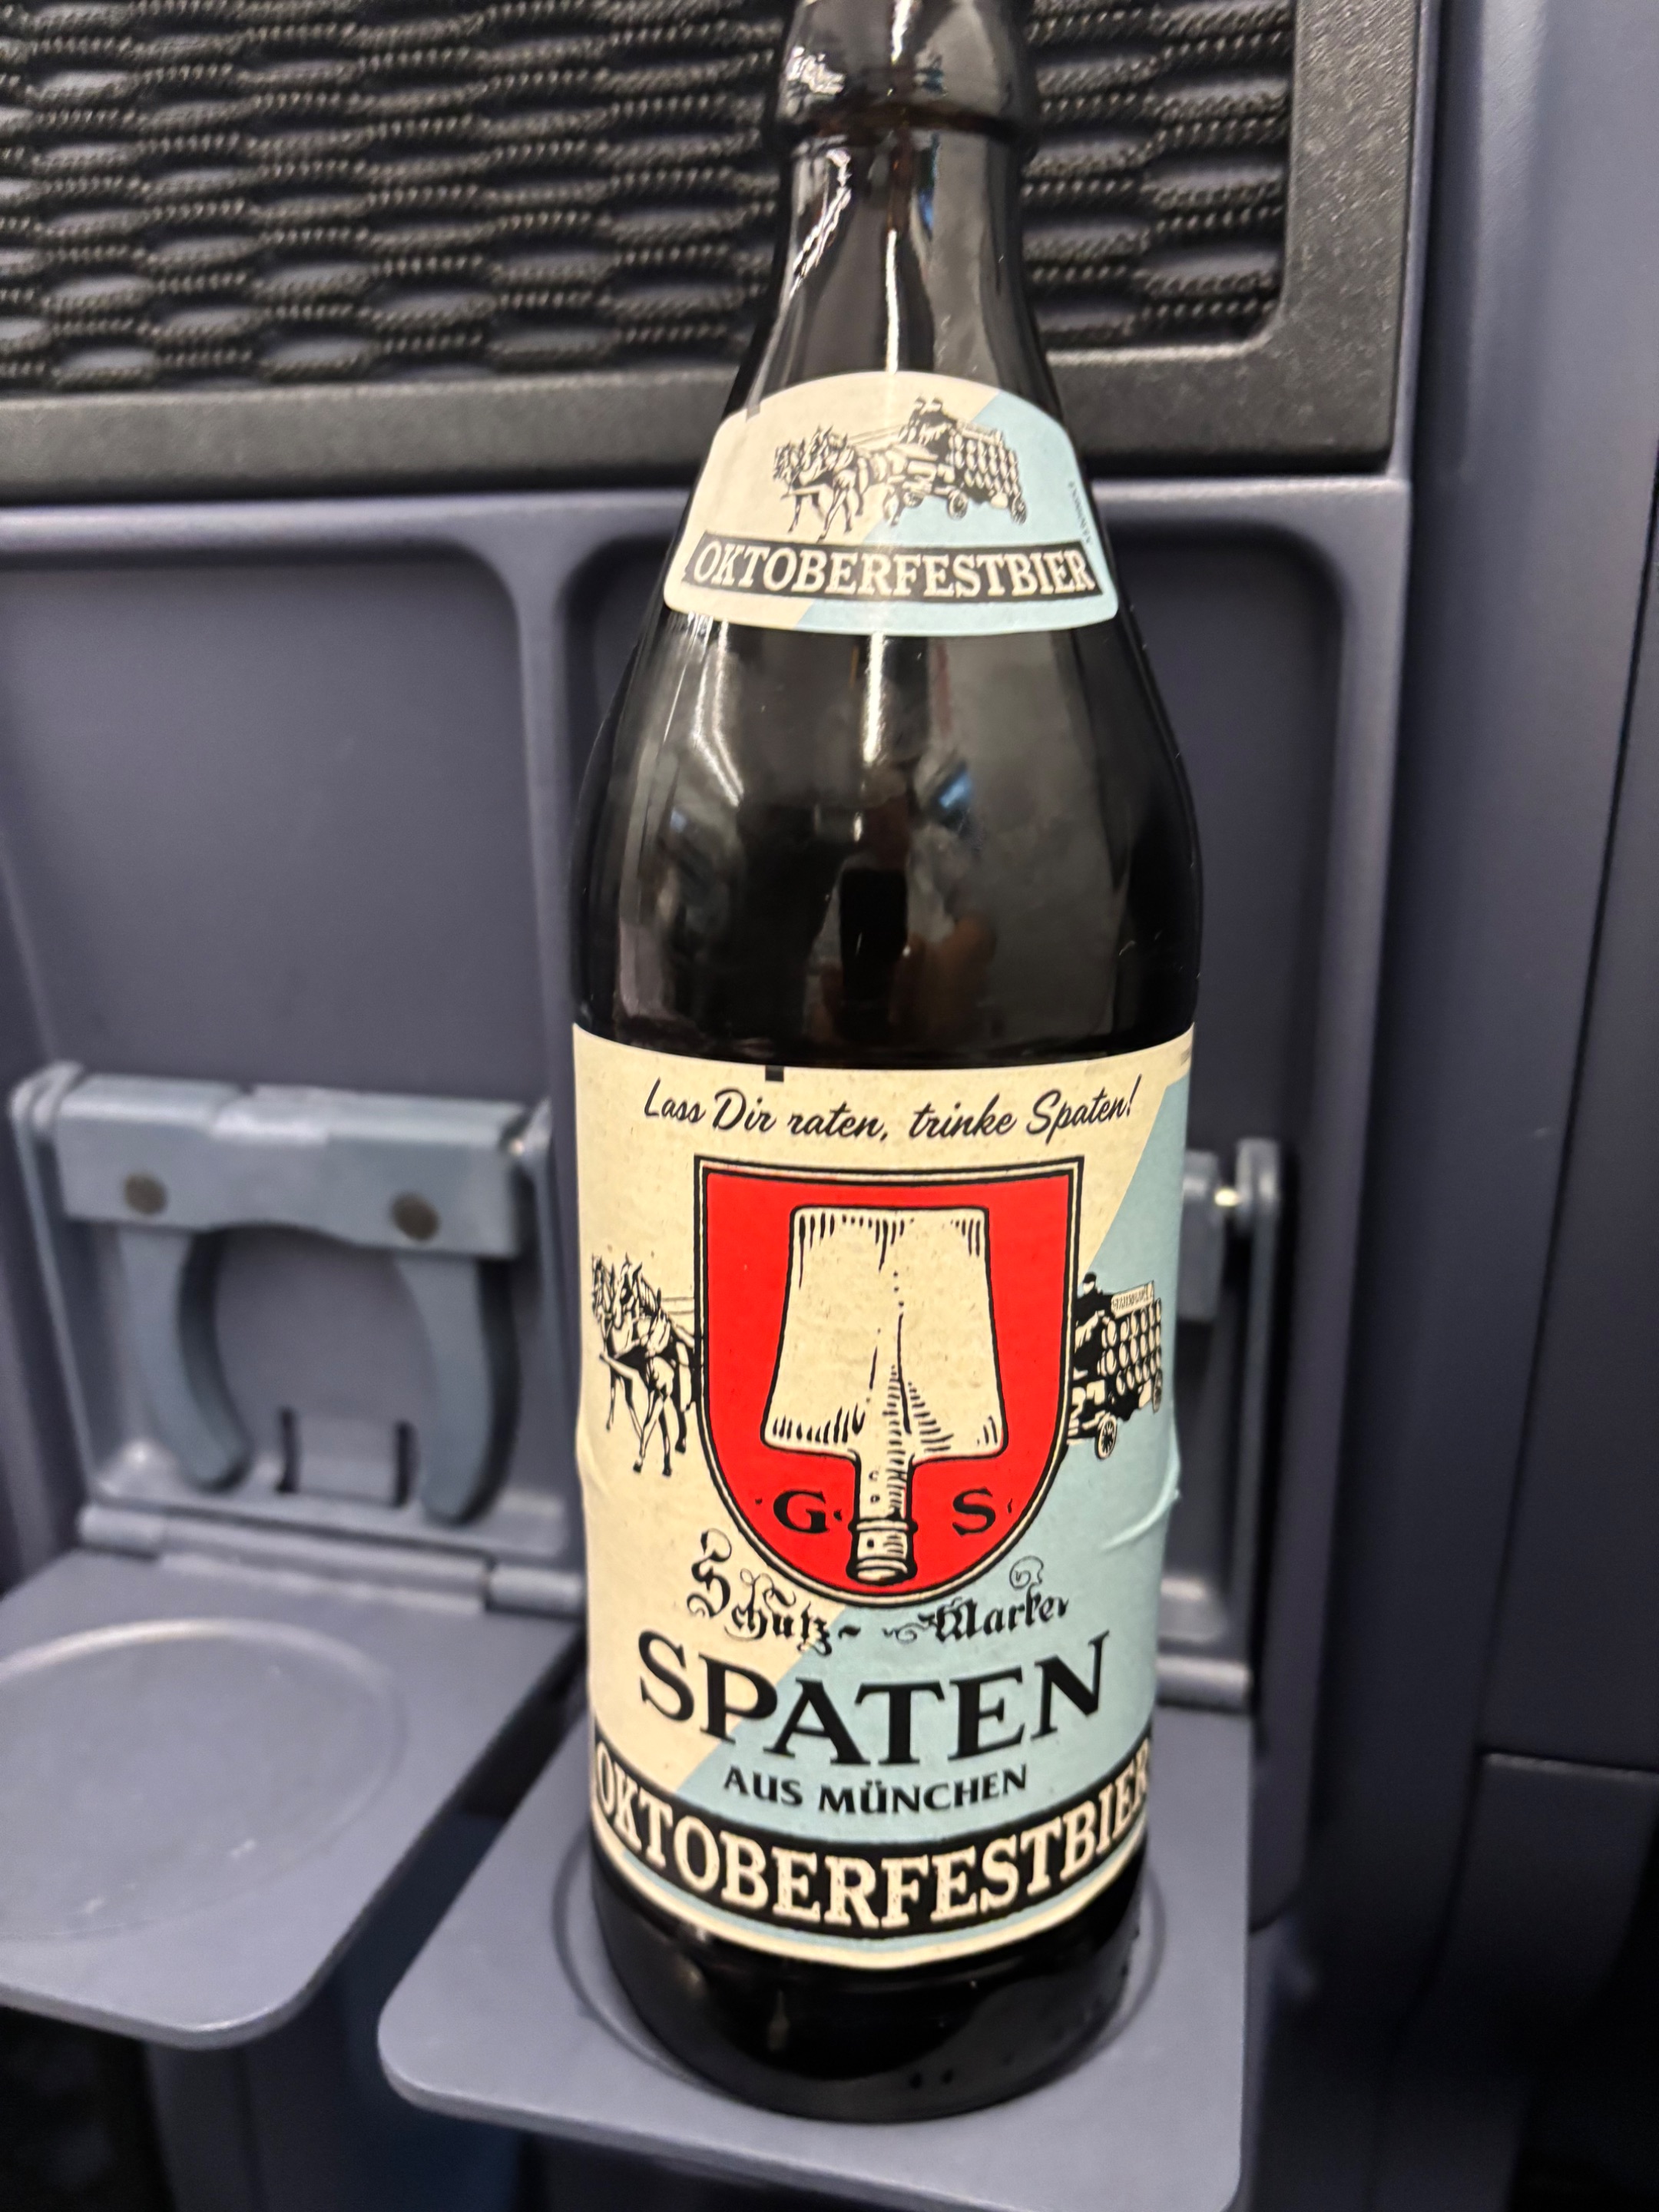 OKTOBERFESTBIER
Lass Dir raten, trinke Spaten!
G S
Schutz- Marke
SPATEN
AUS MÜNCHEN
OKTOBERFESTBIER